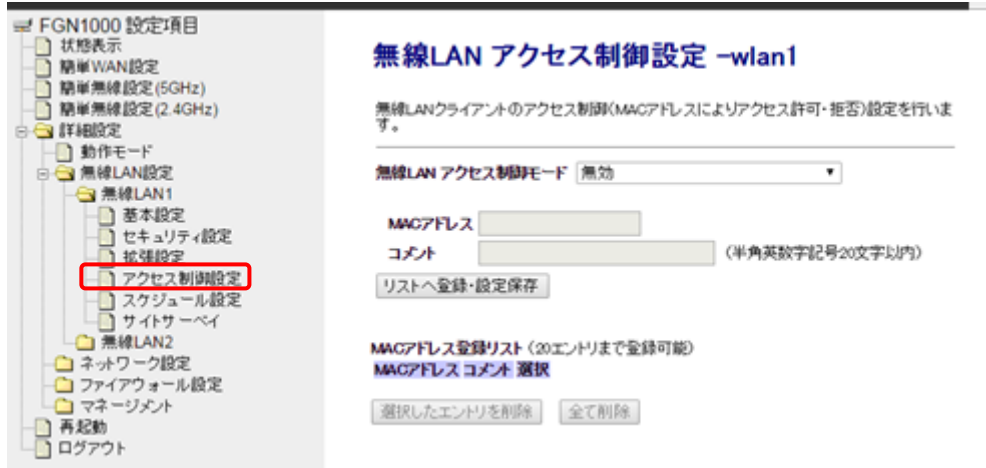 FGN1000 設定項目
状態表示
簡単WAN設定
簡単無線設定(5GHz)
簡単無線設定(2.4GHz)
詳細設定
動作モード
無線LAN設定
無線LAN1
基本設定
セキュリティ設定
拡張設定
アクセス制御設定
スケジュール設定
サイトサーベイ
無線LAN2
ネットワーク設定
ファイアウォール設定
マネージメント
再起動
ログアウト
無線LAN アクセス制御設定 -wlan1
無線LANクライアントのアクセス制御(MACアドレスによりアクセス許可・拒否)設定を行いま
す。
無線LAN アクセス制御モード 無効
MACアドレス
コメント (半角英数字記号20文字以内)
リストへ登録・設定保存
MACアドレス登録リスト (20エントリまで登録可能)
MACアドレス コメント 選択
選択したエントリを削除 全て削除